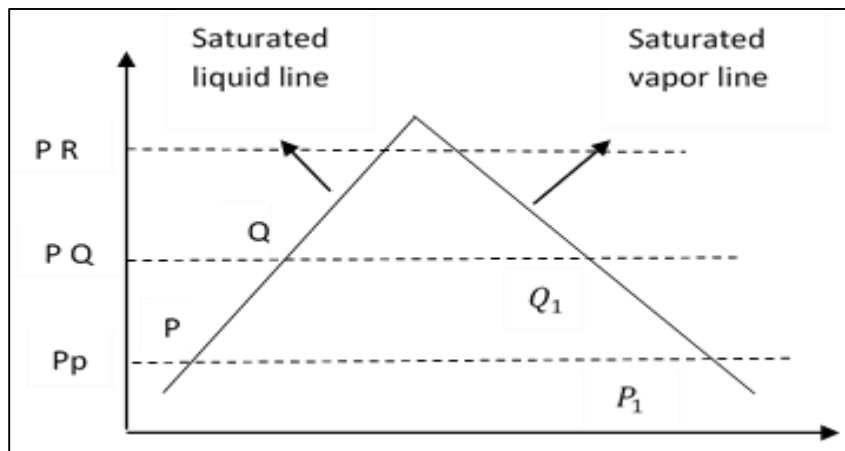 Saturated
liquid line
Saturated
vapor line
P R
P Q
Q
Q₁
P
Pp
P₁